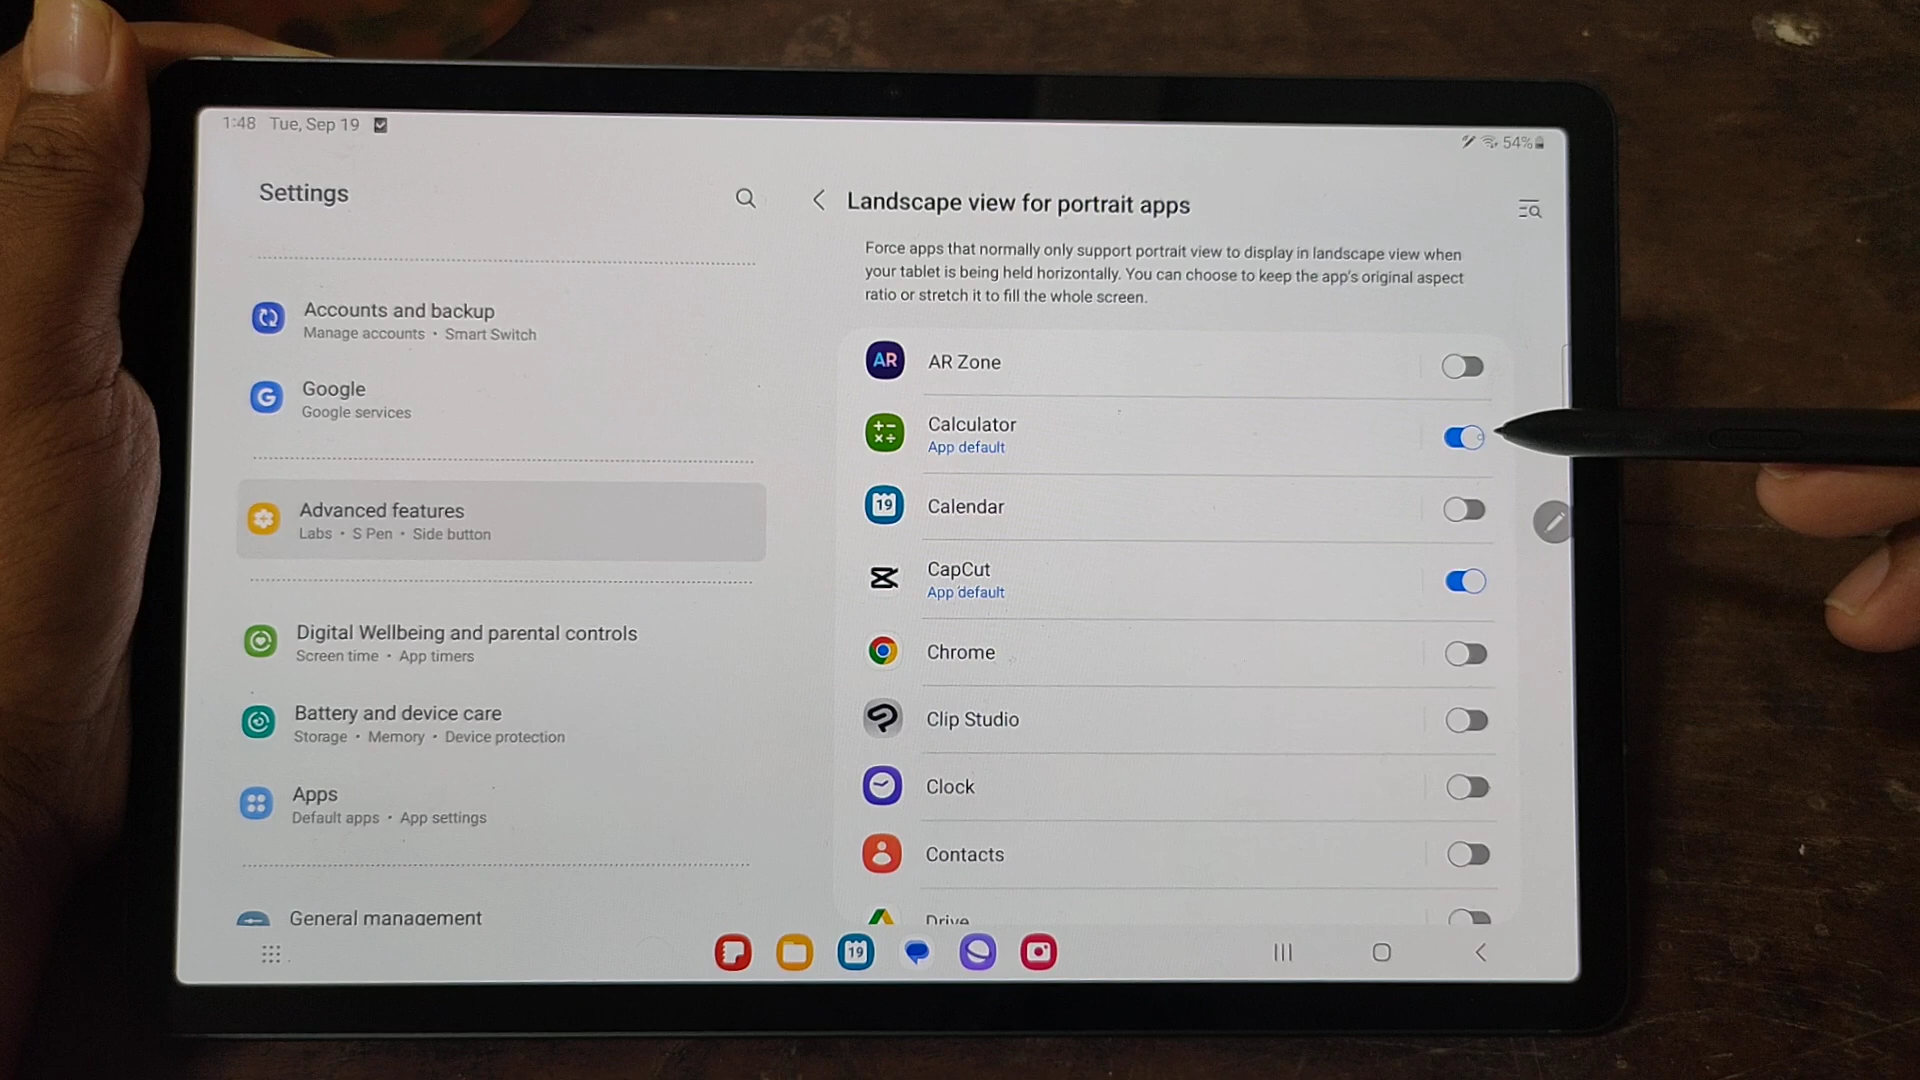 1:48 Tue, Sep 19
54%
Settings
Accounts and backup
Manage accounts • Smart Switch
G
Google
Google services
Advanced features
Labs • S Pen • Side button
Digital Wellbeing and parental controls
Screen time • App timers
Battery and device care
Storage • Memory • Device protection
Apps
Default apps • App settings
General management
Landscape view for portrait apps
Force apps that normally only support portrait view to display in landscape view when
your tablet is being held horizontally. You can choose to keep the app's original aspect
ratio or stretch it to fill the whole screen.
AR
AR Zone
Calculator
App default
19
Calendar
CapCut
App default
Chrome
Clip Studio
Clock
Contacts
Drive
19